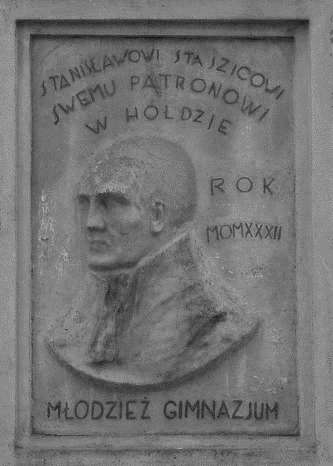 STANISŁAWOWI STASZICOWI
SWEMU PATRONOWI
W HOŁDZIE
ROK
MCMXXXII
MŁODZIEŻ GIMNAZJUM